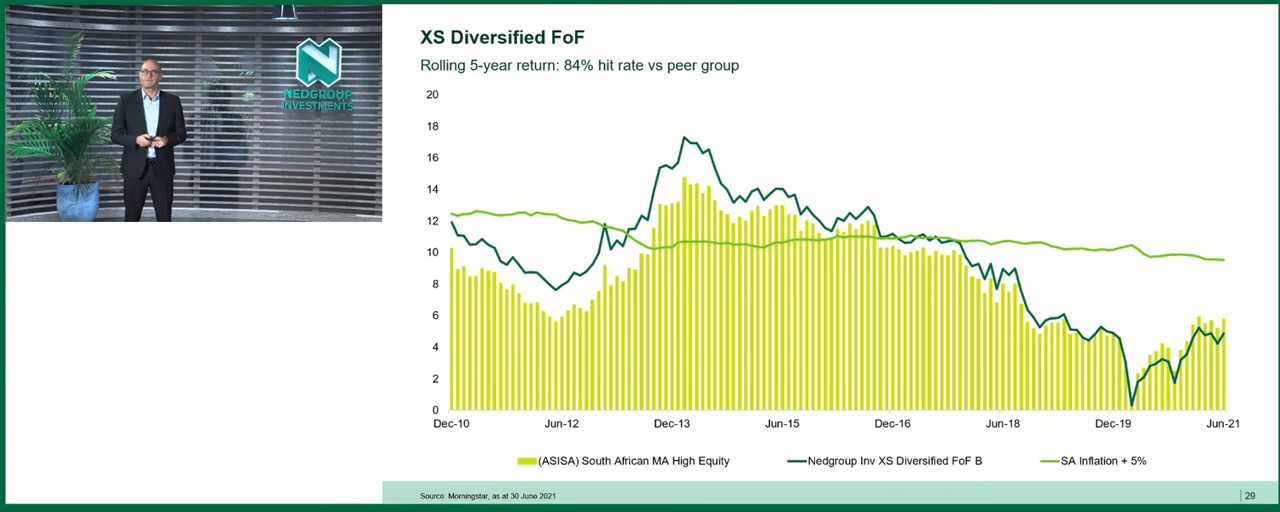 NEDGROUP
INVESTMENTS
XS Diversified FoF
Rolling 5-year return: 84% hit rate vs peer group
20
18
16
14
12
10
8
6
4
2
0
Dec-10 Jun-12 Dec-13 Jun-15 Dec-16 Jun-18 Dec-19 Jun-21
(ASISA) South African MA High Equity Nedgroup Inv XS Diversified FoF B SA Inflation + 5%
Source: Morningstar, as at 30 June 2021
29